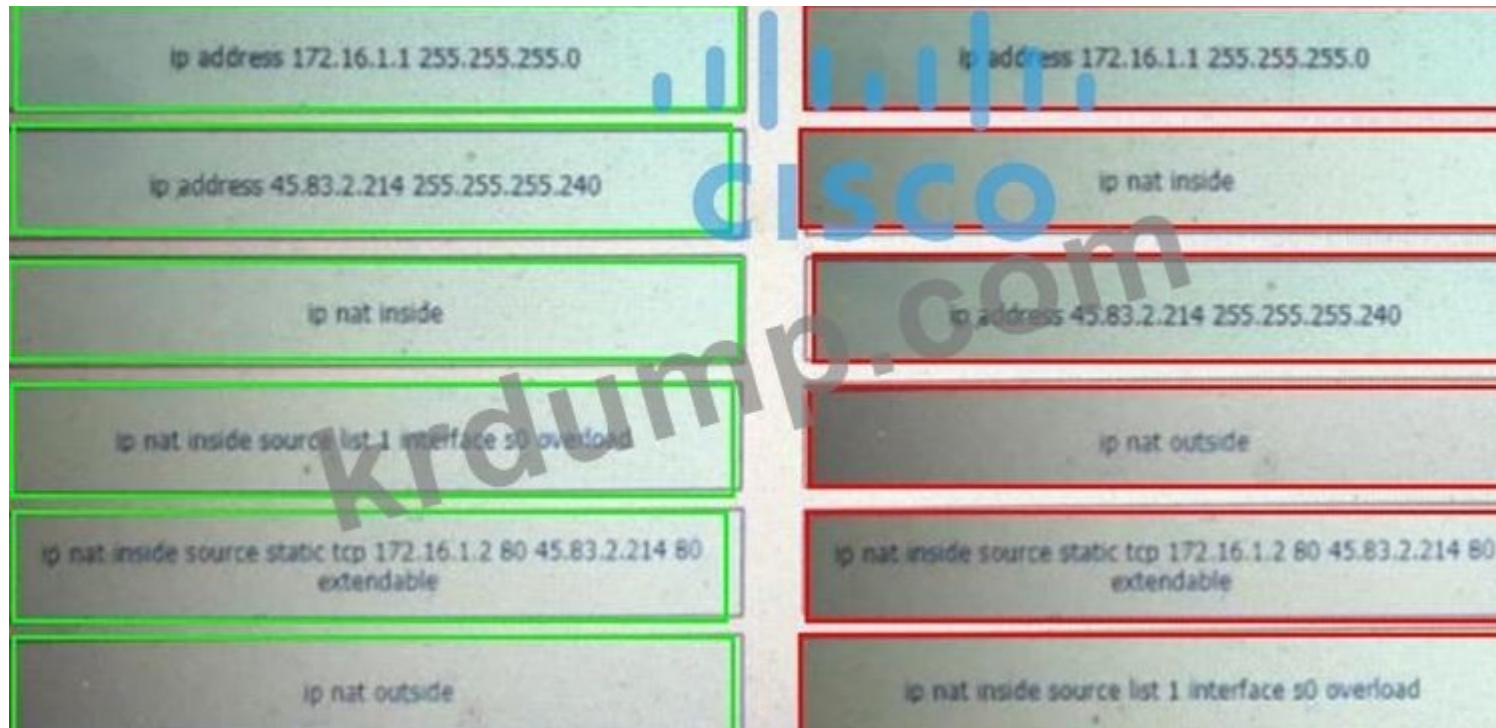 ip address 172.16.1.1 255.255.255.0
ip address 45.83.2.214 255.255.255.240
ip nat inside
ip nat inside source list 1 interface s0 overload
ip nat inside source static tcp 172.16.1.2 80 45.83.2.214 80
extendable
ip nat outside
ip address 172.16.1.1 255.255.255.0
ip nat inside
ip address 45.83.2.214 255.255.255.240
ip nat outside
ip nat inside source static tcp 172.16.1.2 80 45.83.2.214 80
extendable
ip nat inside source list 1 interface s0 overload
CISCO
krdump.com